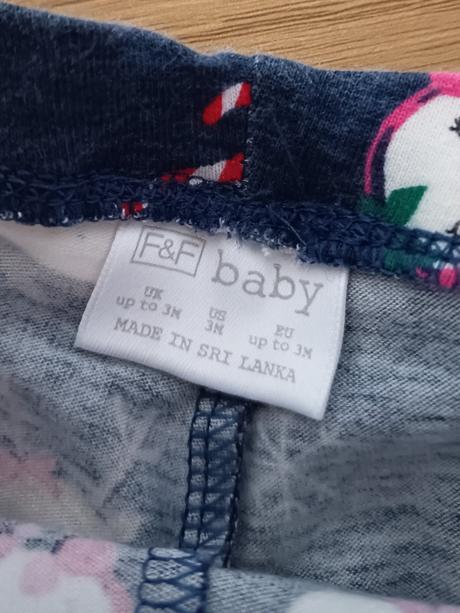 F&F baby
UK US EU
up to 3M 3M up to 3M
MADE IN SRI LANKA